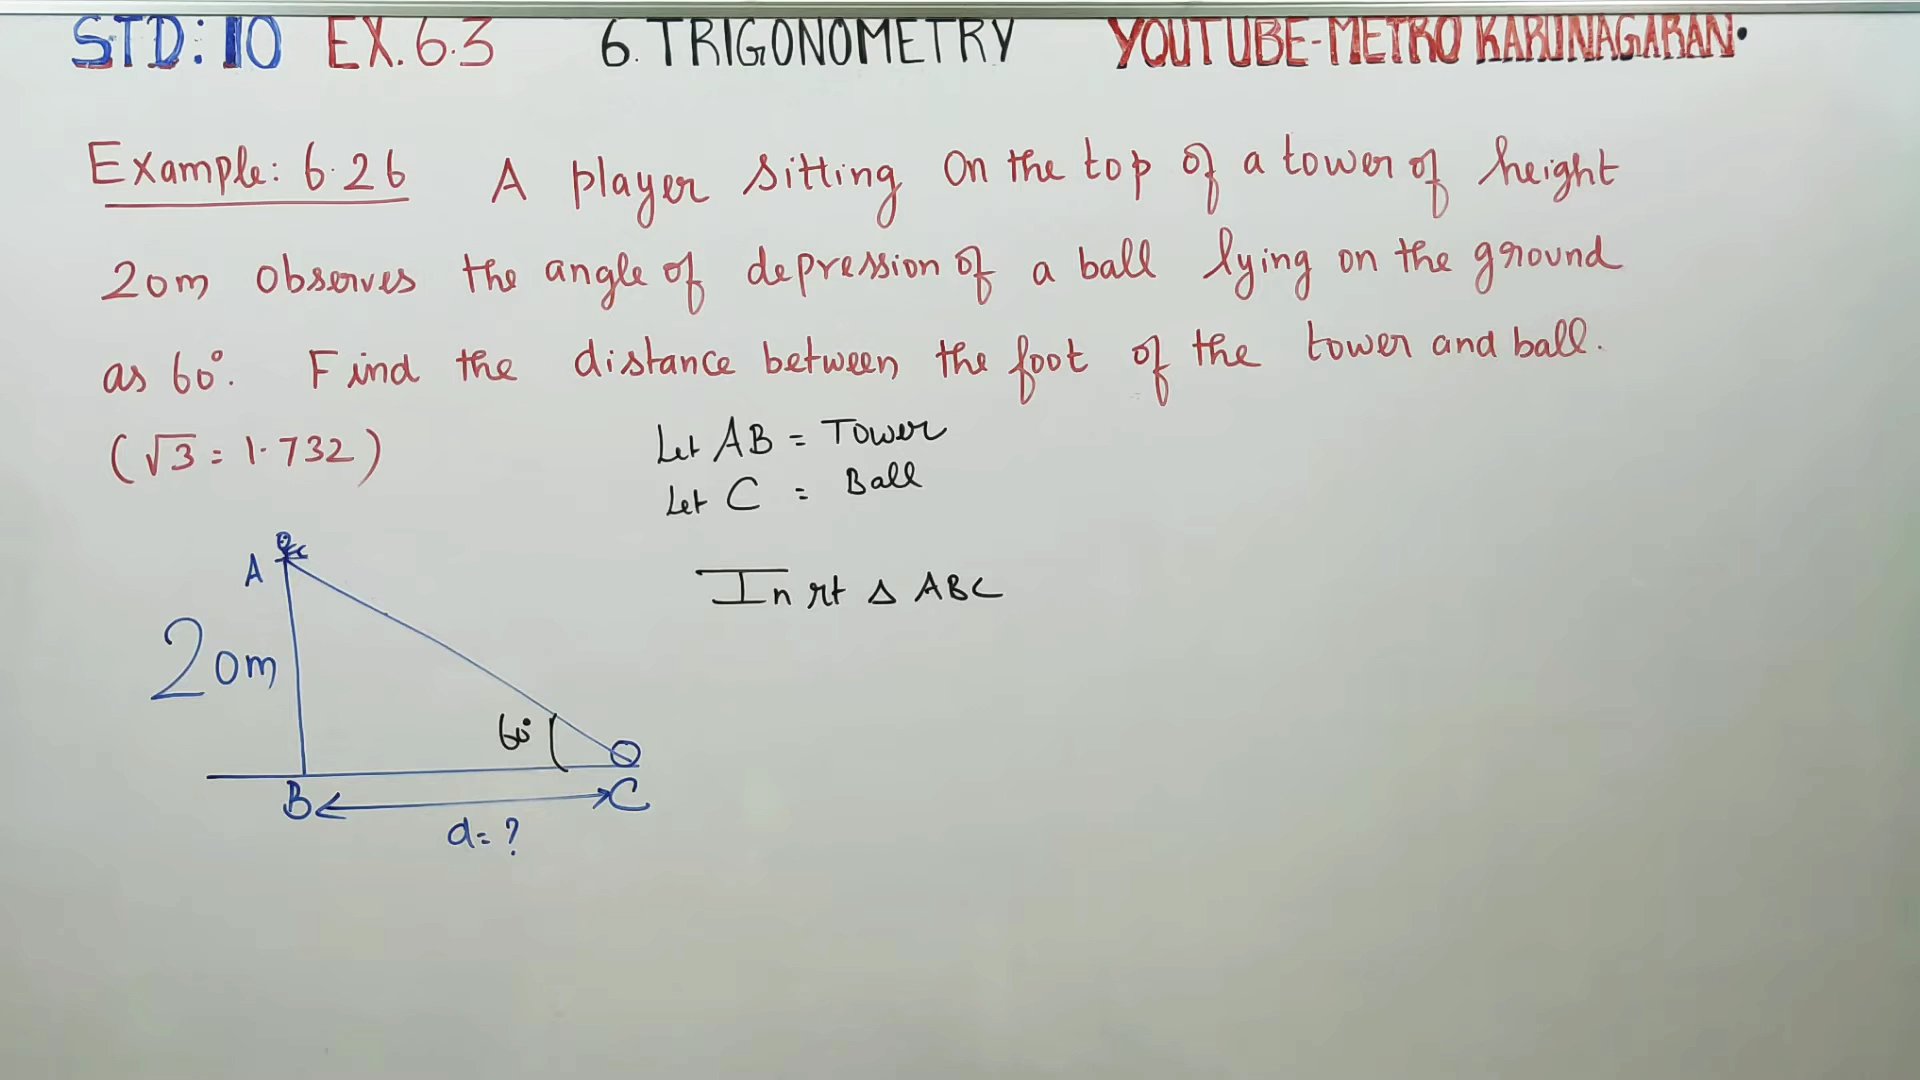 STD: 10 EX. 6.3 6. TRIGONOMETRY YOUTUBE-METRO KARUNAGARAN.
Example: 6.26 A player sitting on the top of a tower of height
20m observes the angle of depression of a ball lying on the ground
as 60°. Find the distance between the foot of the tower and ball.
(√3 = 1.732)
Let AB = Tower
Let C = Ball
In rt Δ ABC
A
20m
60°
B
C
d = ?